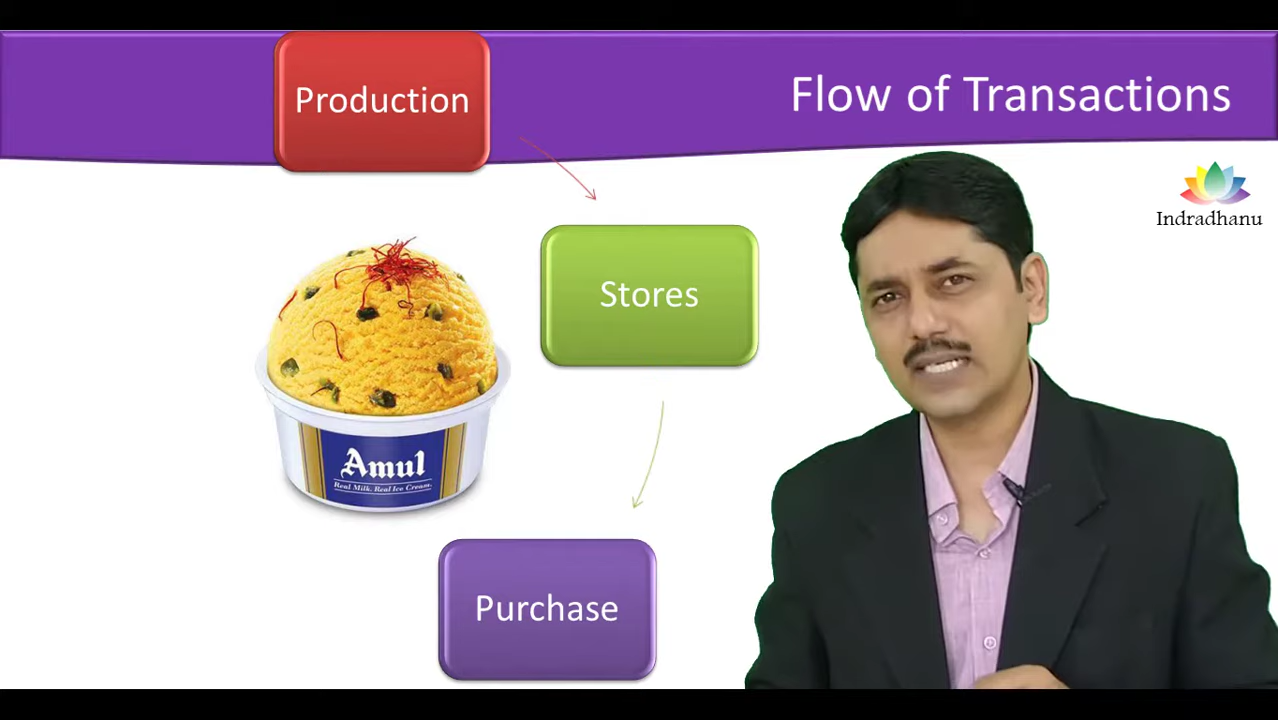 Production
Flow of Transactions
Indradhanu
Stores
Amul
Real Milk. Real Ice Cream.
Purchase